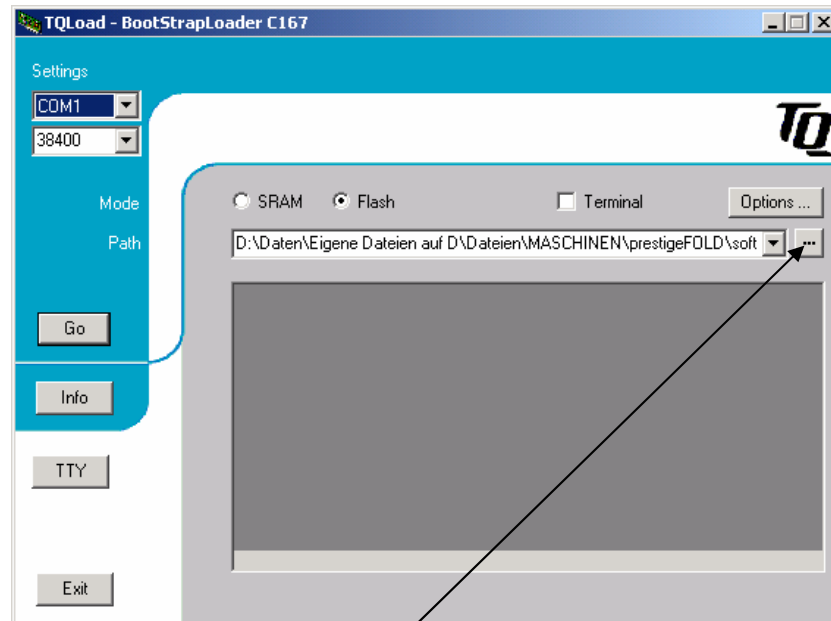 TQLoad - BootStrapLoader C167
Settings
COM1
38400
TQ
Mode
SRAM Flash Terminal Options ...
Path
D:\Daten\Eigene Dateien auf D\Dateien\MASCHINEN\prestigeFOLD\soft ...
Go
Info
TTY
Exit